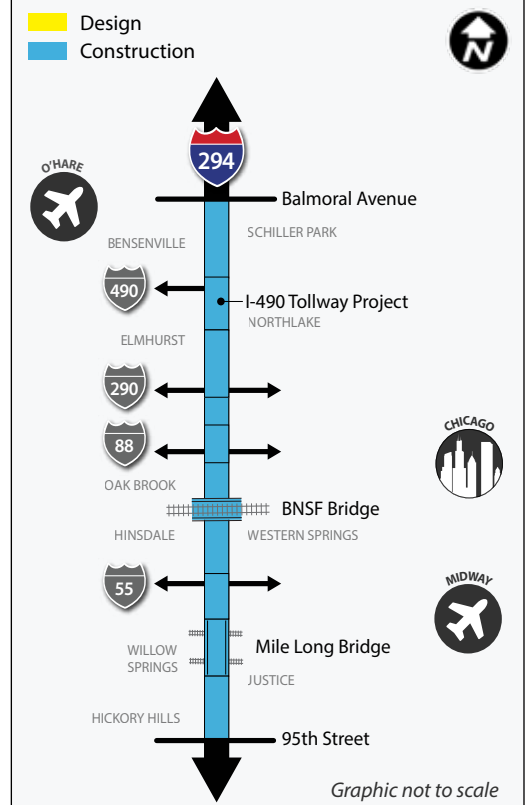 Design
Construction
N
294
O'HARE
Balmoral Avenue
SCHILLER PARK
BENSENVILLE
490
I-490 Tollway Project
NORTHLAKE
ELMHURST
290
88
CHICAGO
OAK BROOK
BNSF Bridge
HINSDALE
WESTERN SPRINGS
55
MIDWAY
WILLOW
SPRINGS
Mile Long Bridge
JUSTICE
HICKORY HILLS
95th Street
Graphic not to scale